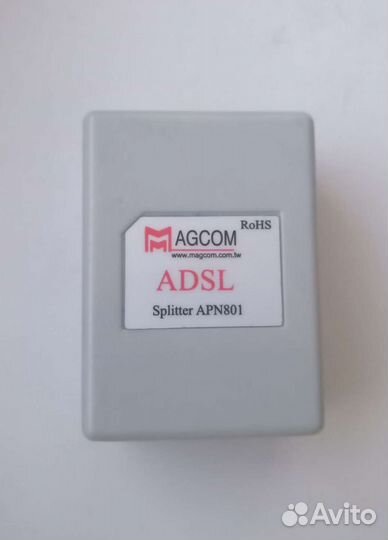 RoHS
MAGCOM
www.magcom.com.tw
ADSL
Splitter APN801
Avito